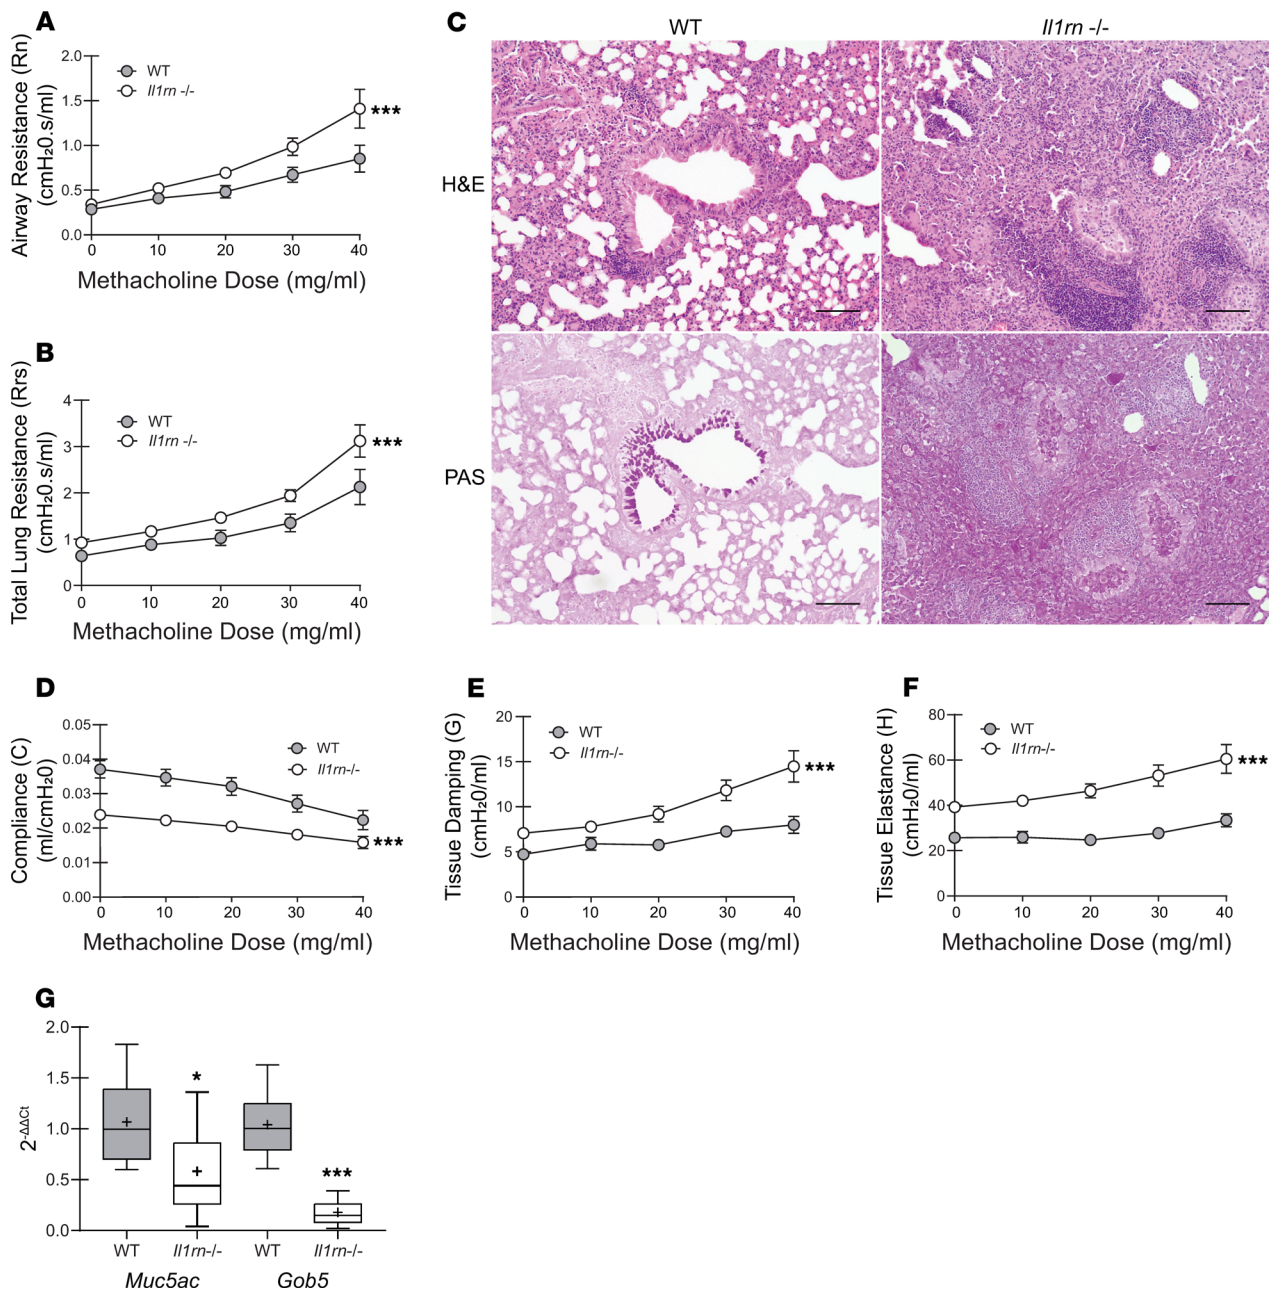 A
Airway Resistance (Rn)
(cmH₂0.s/ml)
2.0
1.5
1.0
0.5
0.0
WT
Il1rn -/-
***
0 10 20 30 40
Methacholine Dose (mg/ml)
B
Total Lung Resistance (Rrs)
(cmH₂0.s/ml)
4
3
2
1
0
WT
Il1rn -/-
***
0 10 20 30 40
Methacholine Dose (mg/ml)
C
WT Il1rn -/-
H&E
PAS
D
Compliance (C)
(ml/cmH₂0)
0.05
0.04
0.03
0.02
0.01
0.00
WT
Il1rn-/-
***
0 10 20 30 40
Methacholine Dose (mg/ml)
E
Tissue Damping (G)
(cmH₂0/ml)
20
15
10
5
0
WT
Il1rn-/-
***
0 10 20 30 40
Methacholine Dose (mg/ml)
F
Tissue Elastance (H)
(cmH₂0/ml)
80
60
40
20
0
WT
Il1rn-/-
***
0 10 20 30 40
Methacholine Dose (mg/ml)
G
2-ΔΔCt
2.0
1.5
1.0
0.5
0.0
*
***
WT Il1rn-/- WT Il1rn-/-
Muc5ac Gob5